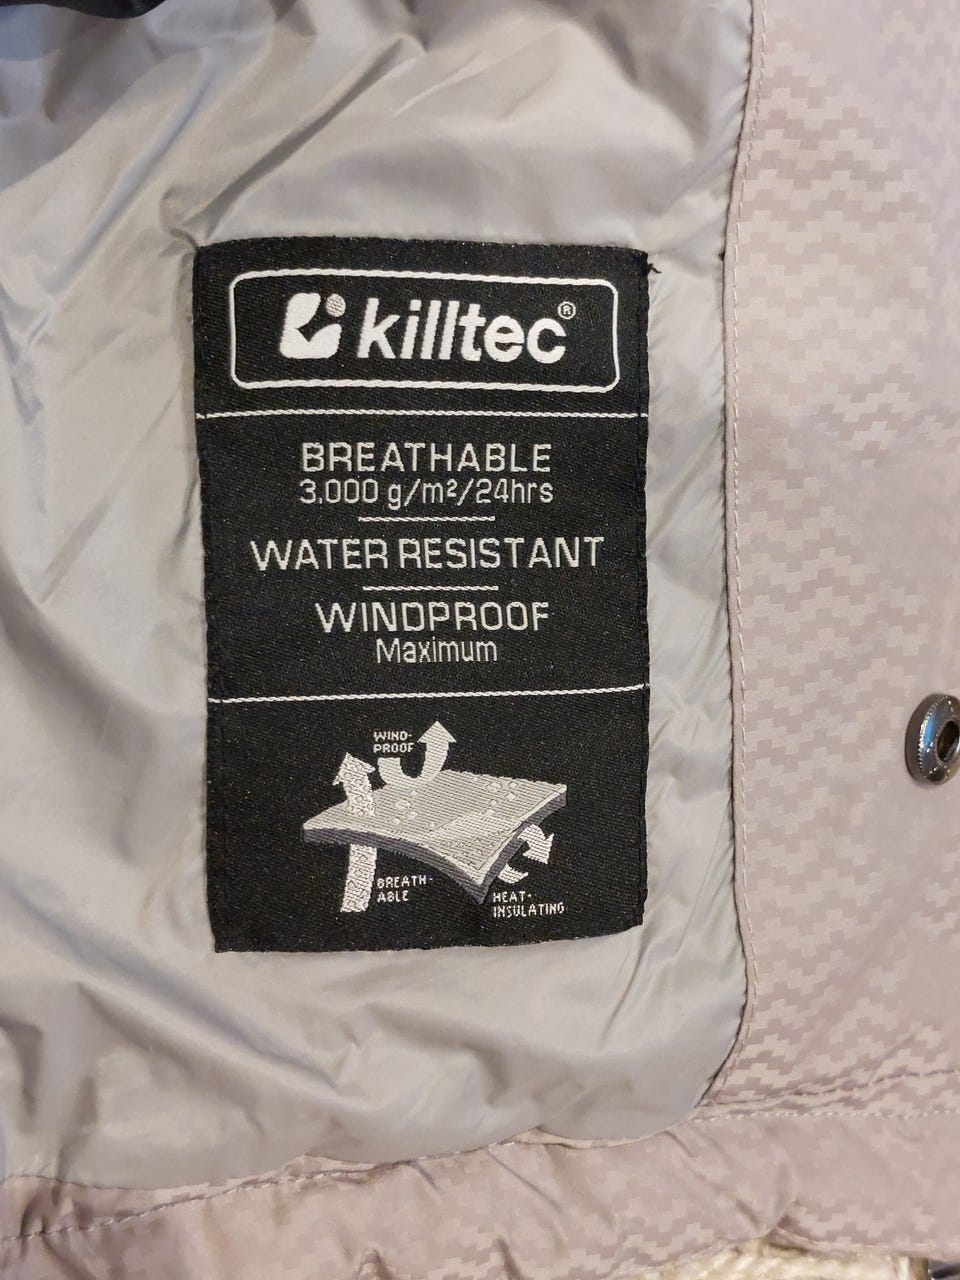 killtec®
BREATHABLE
3,000 g/m²/24hrs
WATER RESISTANT
WINDPROOF
Maximum
WIND-
PROOF
BREATH-
ABLE
HEAT-
INSULATING